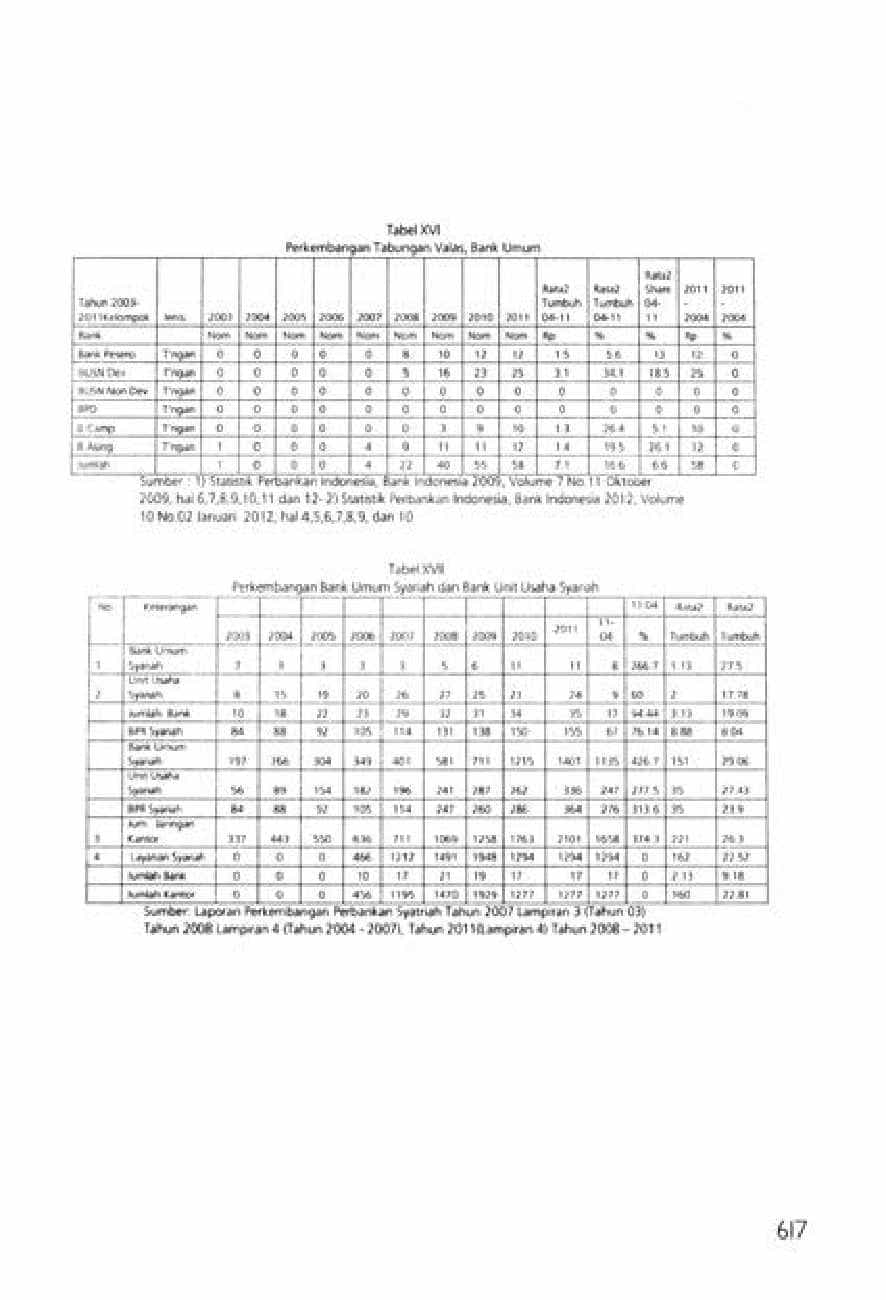 Tabel XVI
Perkembangan Tabungan Valas, Bank Umum
Tahun 2003-2011Kelompok Jenis 2003 2004 2005 2006 2007 2008 2009 2010 2011 Rata2 Tumbuh 04-11 Rata2 Tumbuh 04-11 Rata2 Share 04-11 2011 - 2004 2011 - 2004
Bank Nom Nom Nom Nom Nom Nom Nom Nom Nom Rp % % Rp %
Bank Pesero T'ngan 0 0 0 0 0 8 10 12 12 1.5 5.6 13 12 0
BUSN Dev T'ngan 0 0 0 0 0 5 16 23 25 3.1 34.1 18.5 25 0
BUSN Non Dev T'ngan 0 0 0 0 0 0 0 0 0 0 0 0 0 0
BPD T'ngan 0 0 0 0 0 0 0 0 0 0 0 0 0 0
B Camp T'ngan 0 0 0 0 0 0 3 9 10 1.3 26.4 5.1 10 0
B Asing T'ngan 1 0 0 0 4 9 11 11 12 1.4 19.5 26.1 12 0
Jumlah 1 0 0 0 4 22 40 55 58 7.1 16.6 6.6 58 0
Sumber : 1) Statistik Perbankan Indonesia, Bank Indonesia 2009, Volume 7 No.11 Oktober
2009, hal 6,7,8,9,10,11 dan 12- 2) Statistik Perbankan Indonesia, Bank Indonesia 2012, Volume
10 No.02 Januari 2012, hal 4,5,6,7,8,9, dan 10
Tabel XVII
Perkembangan Bank Umum Syariah dan Bank Unit Usaha Syariah
No Keterangan 11-04 Rata2 Rata2
2003 2004 2005 2006 2007 2008 2009 2010 2011 11-04 % Tumbuh Tumbuh
Bank Umum
1 Syariah 3 3 3 5 6 11 11 8 266.7 1.13 27.5
Unit Usaha
2 Syariah 8 15 19 20 26 27 25 23 24 9 60 2 17.78
Jumlah Bank 10 18 22 23 29 32 31 34 35 17 94.44 3.13 19.09
BPR Syariah 84 88 92 105 114 131 138 150 155 67 76.14 8.88 8.04
Bank Umum
Syariah 197 266 304 349 401 581 711 1215 1401 1135 426.7 151 29.06
Unit Usaha
Syariah 56 89 154 182 196 241 287 262 336 247 277.5 35 27.43
BPR Syariah 84 88 92 105 114 247 260 286 364 276 313.6 35 23.9
Jum Jaringan
3 Kantor 337 443 550 636 711 1069 1258 1763 2101 1658 374.3 221 26.3
4 Layanan Syariah 0 0 0 466 1212 1491 1948 1294 1294 1294 0 162 22.52
Jumlah Bank 0 0 0 10 17 21 19 17 17 17 0 2.13 9.18
Jumlah Kantor 0 0 0 456 1195 1470 1929 1277 1277 1277 0 160 22.81
Sumber: Laporan Perkembangan Perbankan Syatriah Tahun 2007 Lampiran 3 (Tahun 03)
Tahun 2008 Lampiran 4 (Tahun 2004 - 2007), Tahun 2011(Lampiran 4) Tahun 2008 – 2011
617